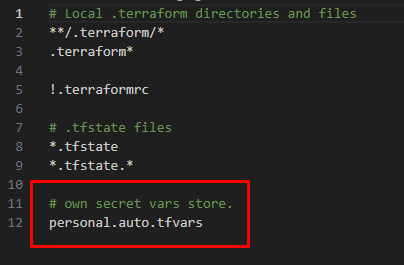 1 # Local .terraform directories and files
2 **/.terraform/*
3 .terraform*
4
5 !.terraformrc
6
7 # .tfstate files
8 *.tfstate
9 *.tfstate.*
10
11 # own secret vars store.
12 personal.auto.tfvars